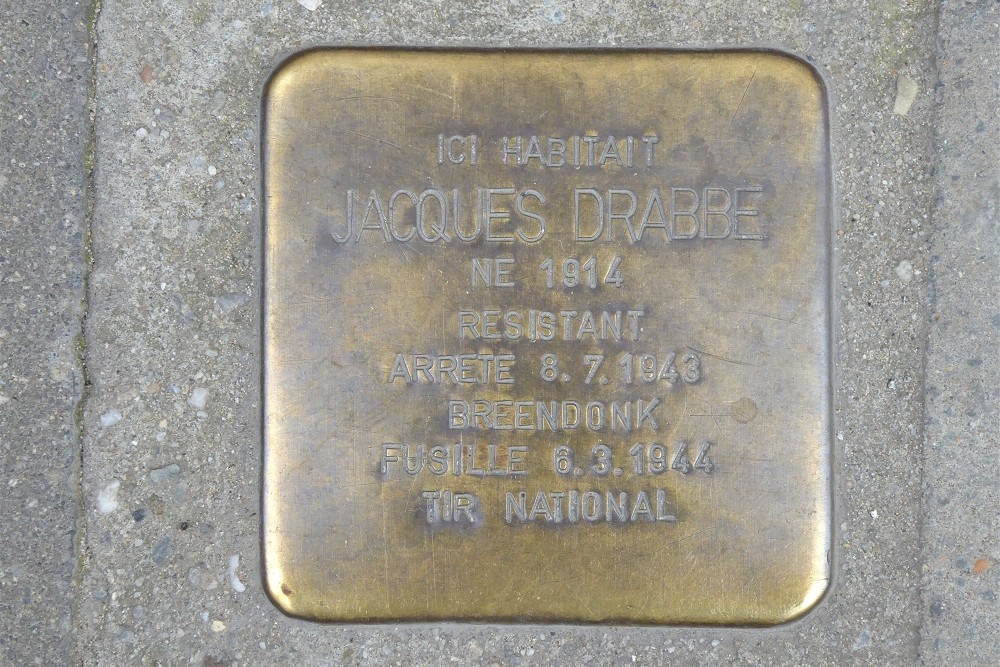 ICI HABITAIT
JACQUES DRABBE
NE 1914
RESISTANT
ARRETE 8.7.1943
BREENDONK
FUSILLE 6.3.1944
TIR NATIONAL